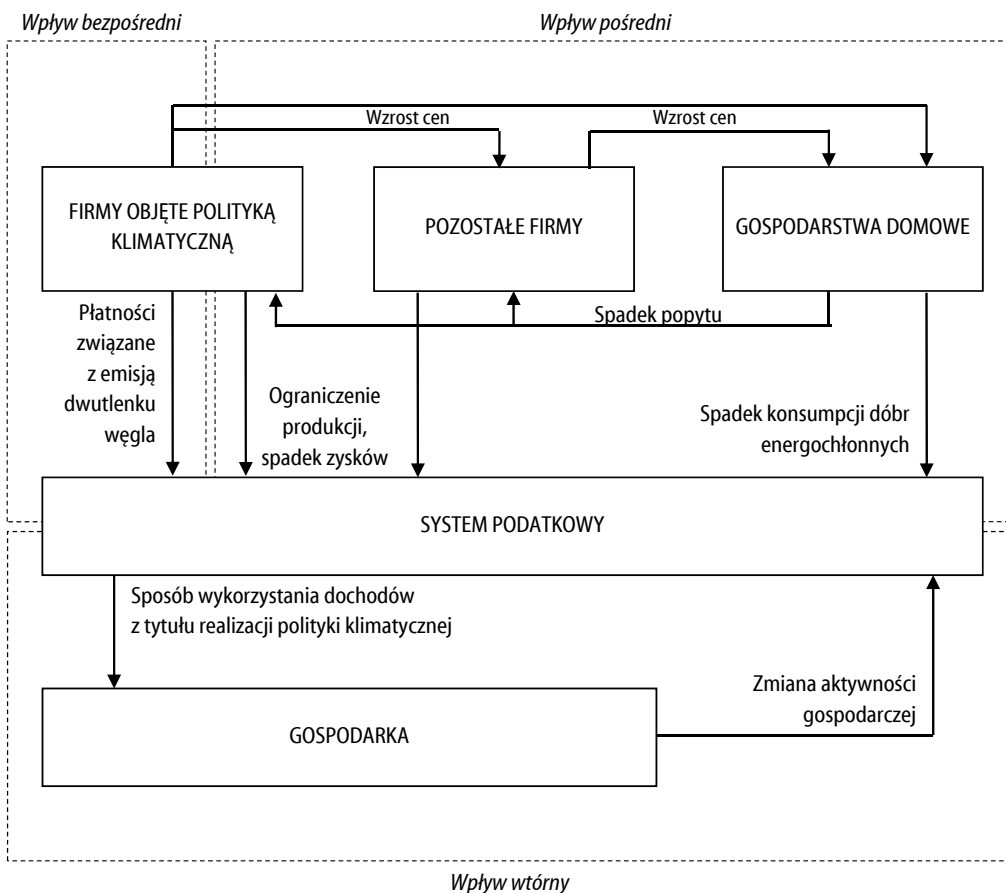 Wpływ bezpośredni
Wpływ pośredni
Wzrost cen
Wzrost cen
FIRMY OBJĘTE POLITYKĄ
KLIMATYCZNĄ
POZOSTAŁE FIRMY
GOSPODARSTWA DOMOWE
Płatności
związane
z emisją
dwutlenku
węgla
Spadek popytu
Ograniczenie
produkcji,
spadek zysków
Spadek konsumpcji dóbr
energochłonnych
SYSTEM PODATKOWY
Sposób wykorzystania dochodów
z tytułu realizacji polityki klimatycznej
Zmiana aktywności
gospodarczej
GOSPODARKA
Wpływ wtórny